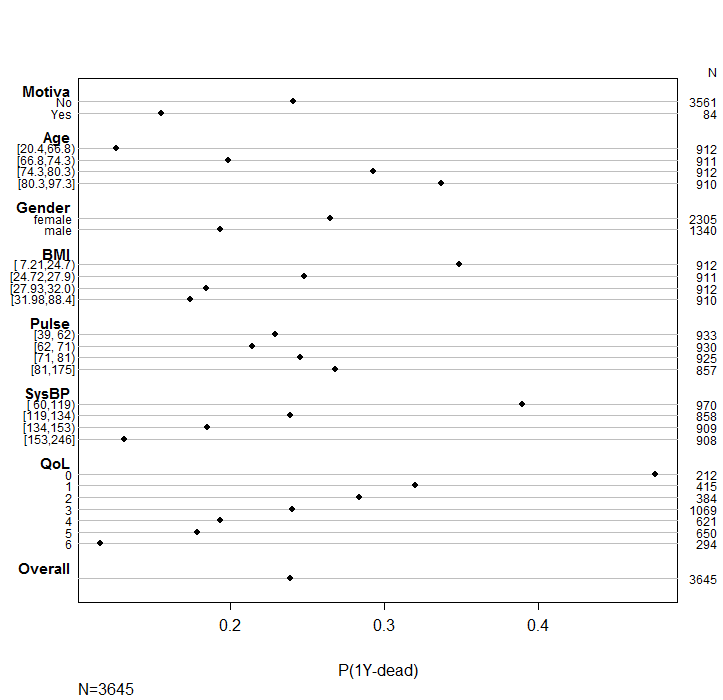 N
Motiva
No 3561
Yes 84
Age
[20.4,66.8) 912
[66.8,74.3) 911
[74.3,80.3) 912
[80.3,97.3] 910
Gender
female 2305
male 1340
BMI
[ 7.21,24.7) 912
[24.72,27.9) 911
[27.93,32.0) 912
[31.98,88.4] 910
Pulse
[39, 62) 933
[62, 71) 930
[71, 81) 925
[81,175] 857
SysBP
[ 60,119) 970
[119,134) 858
[134,153) 909
[153,246] 908
QoL
0 212
1 415
2 384
3 1069
4 621
5 650
6 294
Overall
3645
0.2 0.3 0.4
P(1Y-dead)
N=3645